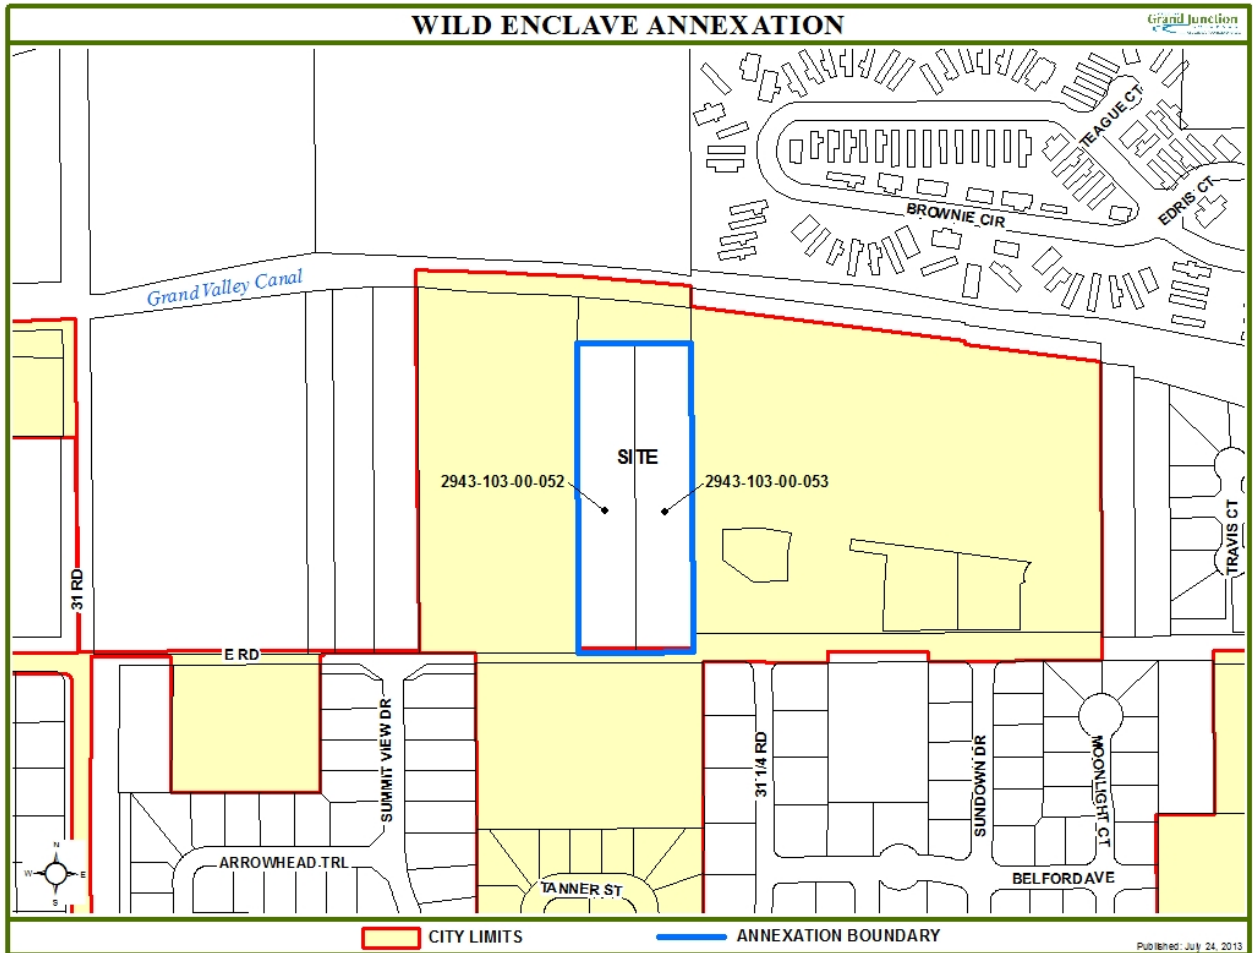 WILD ENCLAVE ANNEXATION
Grand Junction
TEAGUE CT
EDRIS CT
BROWNIE CIR
Grand Valley Canal
SITE
2943-103-00-052
2943-103-00-053
TRAVIS CT
31 RD
E RD
SUMMIT VIEW DR
31 1/4 RD
SUNDOWN DR
MOONLIGHT CT
ARROWHEAD TRL
TANNER ST
BELFORD AVE
N
W
E
S
CITY LIMITS
ANNEXATION BOUNDARY
Published: July 24, 2013